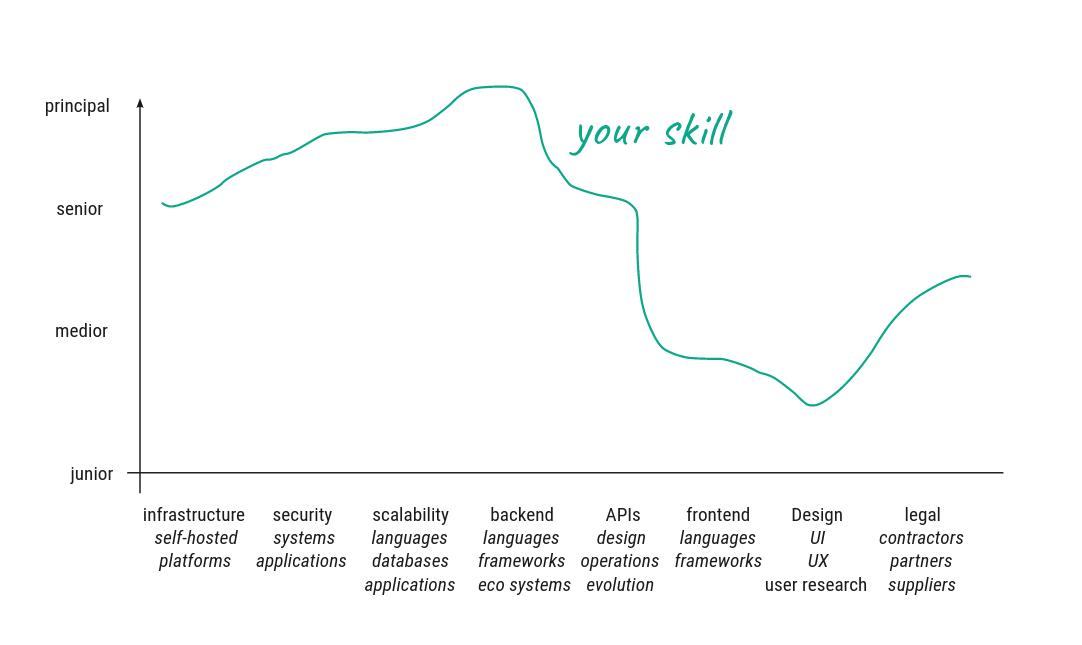 principal
your skill
senior
medior
junior
infrastructure
self-hosted
platforms
security
systems
applications
scalability
languages
databases
applications
backend
languages
frameworks
eco systems
APIs
design
operations
evolution
frontend
languages
frameworks
Design
UI
UX
user research
legal
contractors
partners
suppliers